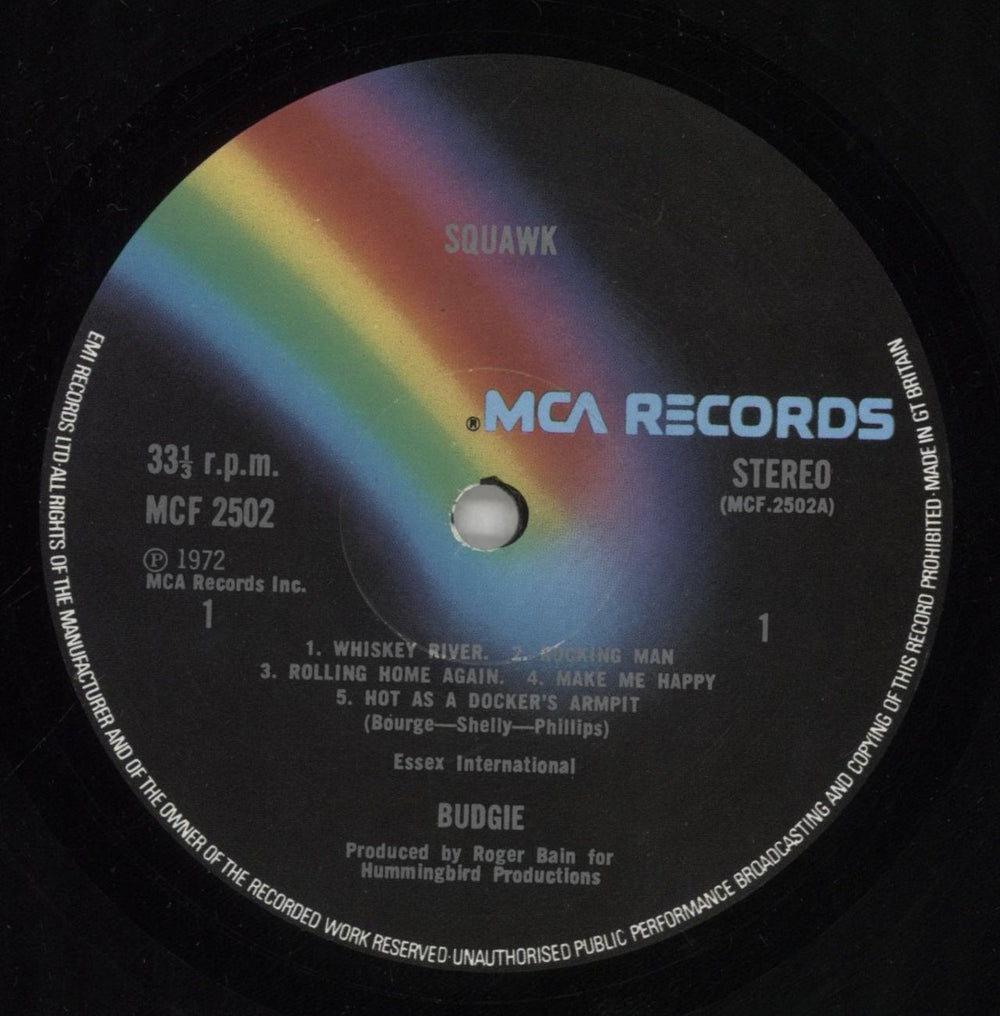 SQUAWK
® MCA RECORDS
33⅓ r.p.m.
MCF 2502
STEREO
(MCF.2502A)
Ⓟ 1972
MCA Records Inc.
1
1
1. WHISKEY RIVER. 2. ROCKING MAN
3. ROLLING HOME AGAIN. 4. MAKE ME HAPPY
5. HOT AS A DOCKER'S ARMPIT
(Bourge—Shelly—Phillips)
Essex International
BUDGIE
Produced by Roger Bain for
Hummingbird Productions
EMI RECORDS LTD·ALL RIGHTS OF THE MANUFACTURER AND OF THE OWNER OF THE RECORDED WORK RESERVED·UNAUTHORISED PUBLIC PERFORMANCE BROADCASTING AND COPYING OF THIS RECORD PROHIBITED·MADE IN GT BRITAIN